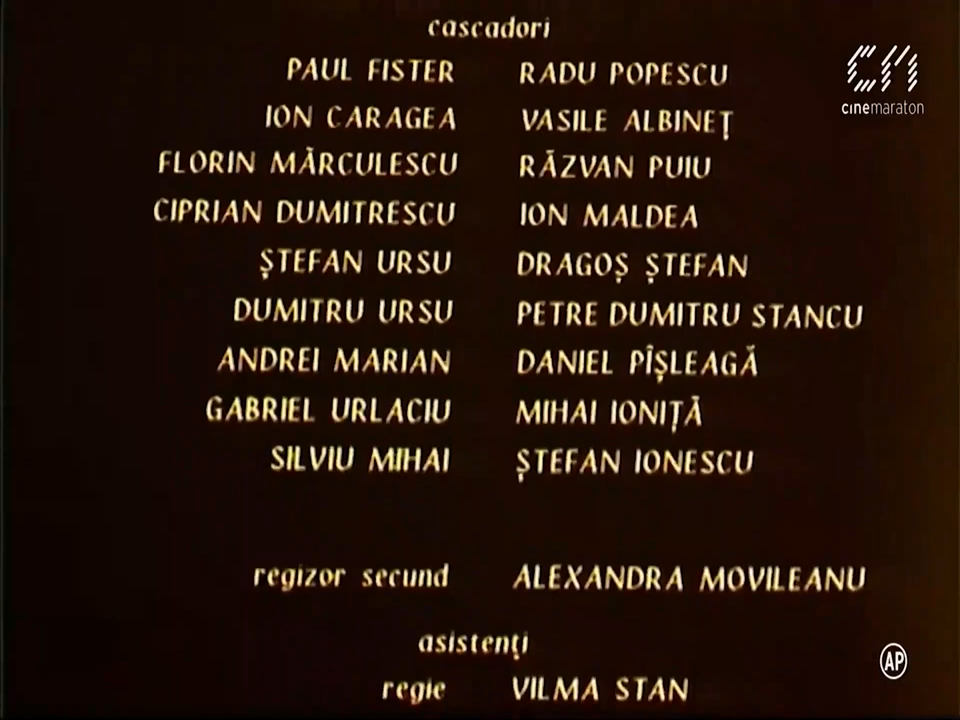 cascadori
PAUL FISTER RADU POPESCU
ION CARAGEA VASILE ALBINEȚ
FLORIN MĂRCULESCU RĂZVAN PUIU
CIPRIAN DUMITRESCU ION MALDEA
ȘTEFAN URSU DRAGOȘ ȘTEFAN
DUMITRU URSU PETRE DUMITRU STANCU
ANDREI MARIAN DANIEL PÎȘLEAGĂ
GABRIEL URLACIU MIHAI IONIȚĂ
SILVIU MIHAI ȘTEFAN IONESCU
regizor secund ALEXANDRA MOVILEANU
asistenți
regie VILMA STAN
CM
cinemaraton
AP